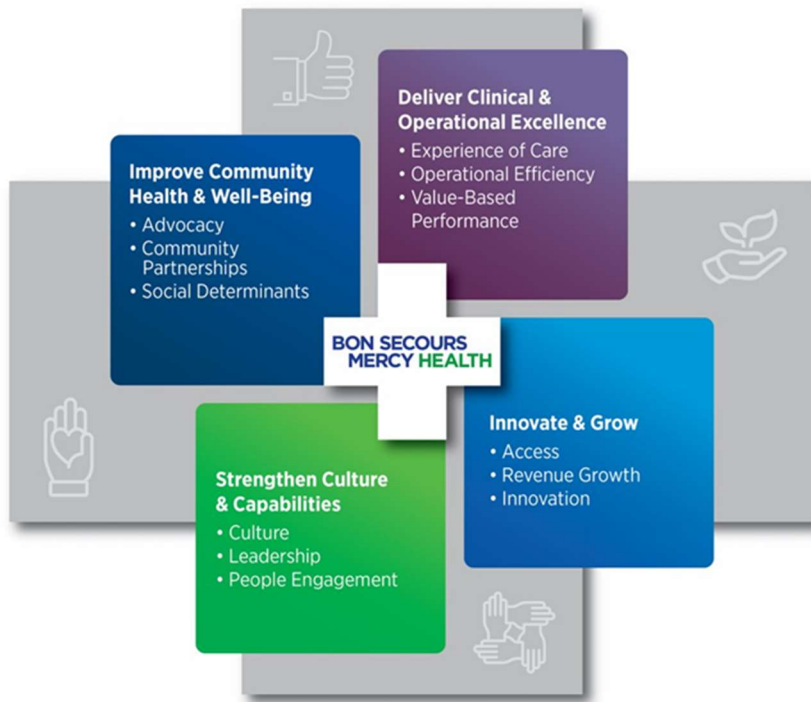 Deliver Clinical &
Operational Excellence
• Experience of Care
• Operational Efficiency
• Value-Based
Performance
Improve Community
Health & Well-Being
• Advocacy
• Community
Partnerships
• Social Determinants
BON SECOURS
MERCY HEALTH
Innovate & Grow
• Access
• Revenue Growth
• Innovation
Strengthen Culture
& Capabilities
• Culture
• Leadership
• People Engagement